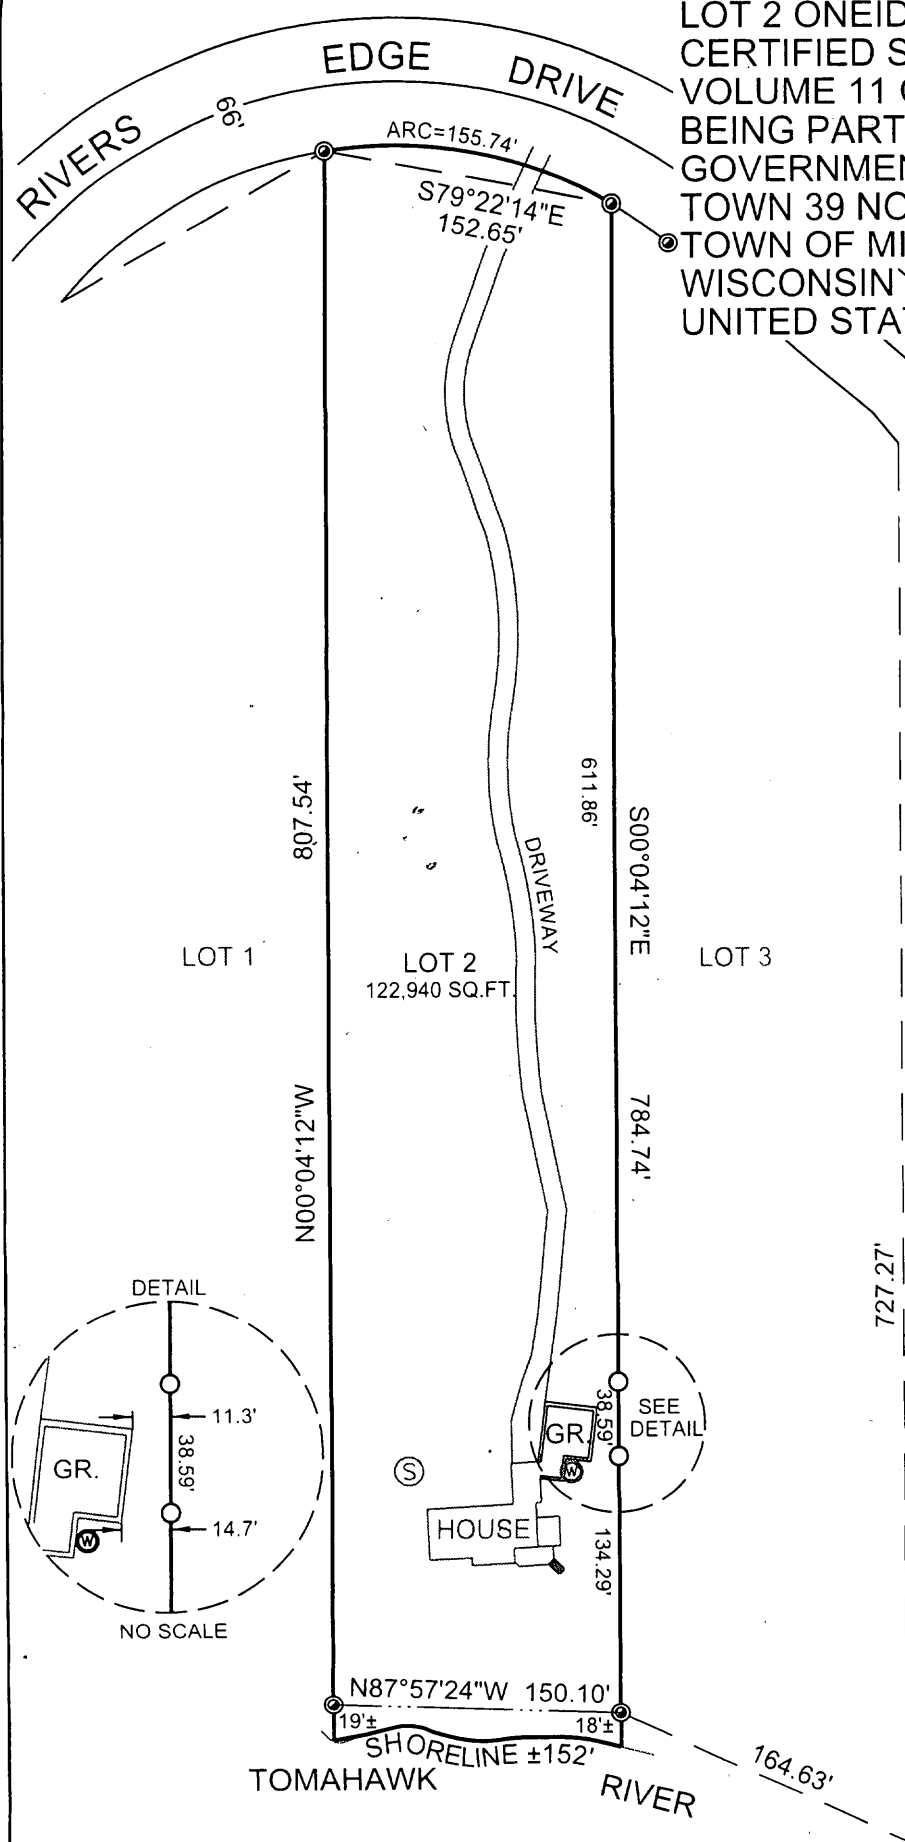 LOT 2 ONEID
CERTIFIED S
VOLUME 11
BEING PART
GOVERNMEN
TOWN 39 NO
TOWN OF MI
WISCONSIN
UNITED STA
RIVERS EDGE DRIVE
66'
ARC=155.74'
S79°22'14"E
152.65'
807.54'
611.86'
S00°04'12"E
DRIVEWAY
LOT 1
LOT 2
122,940 SQ.FT.
LOT 3
N00°04'12"W
784.74'
727.27'
DETAIL
11.3'
38.59'
GR.
W
14.7'
NO SCALE
SEE
DETAIL
38.59'
GR.
W
S
HOUSE
134.29'
N87°57'24"W 150.10'
19'±
18'±
SHORELINE ±152'
TOMAHAWK RIVER
164.63'